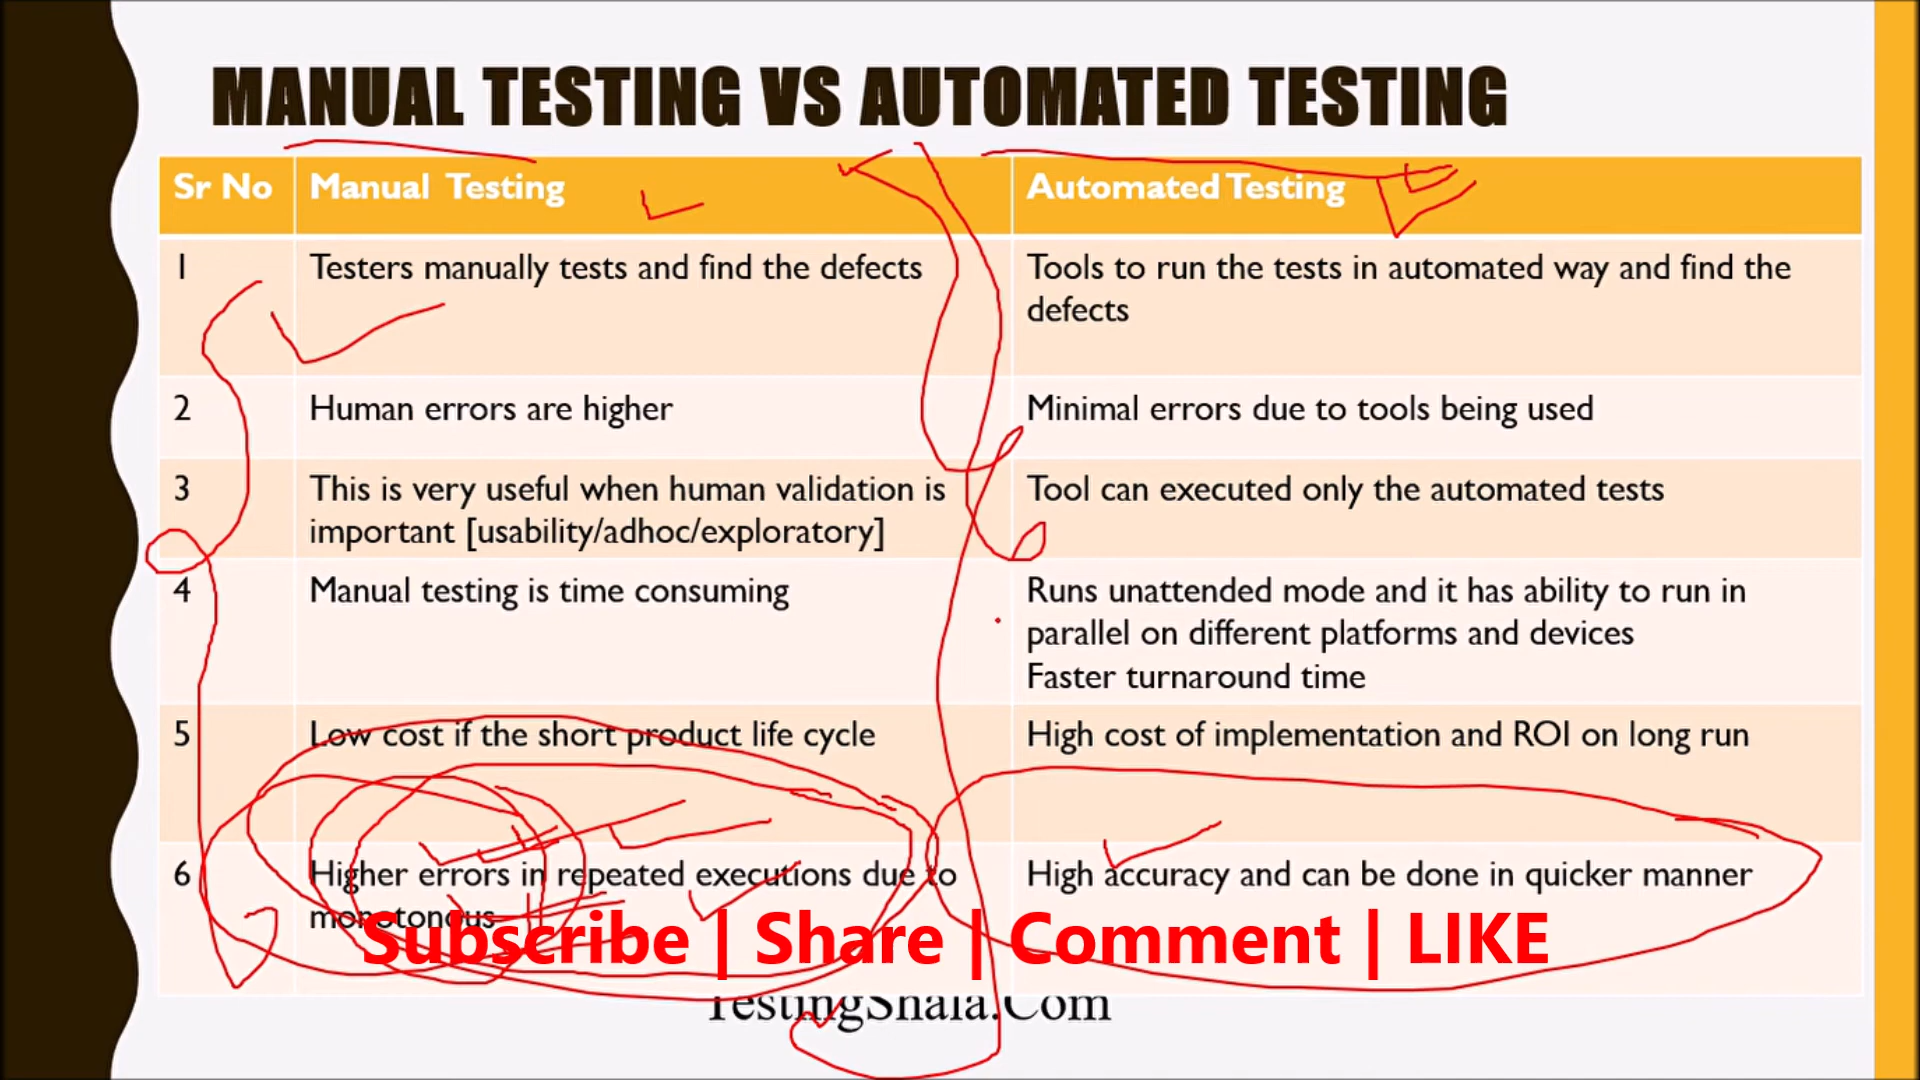 MANUAL TESTING VS AUTOMATED TESTING
Sr No Manual Testing Automated Testing
1 Testers manually tests and find the defects Tools to run the tests in automated way and find the
defects
2 Human errors are higher Minimal errors due to tools being used
3 This is very useful when human validation is Tool can executed only the automated tests
important [usability/adhoc/exploratory]
4 Manual testing is time consuming Runs unattended mode and it has ability to run in
parallel on different platforms and devices
Faster turnaround time
5 Low cost if the short product life cycle High cost of implementation and ROI on long run
6 Higher errors in repeated executions due to High accuracy and can be done in quicker manner
monotonous
Subscribe | Share | Comment | LIKE
TestingShala.Com